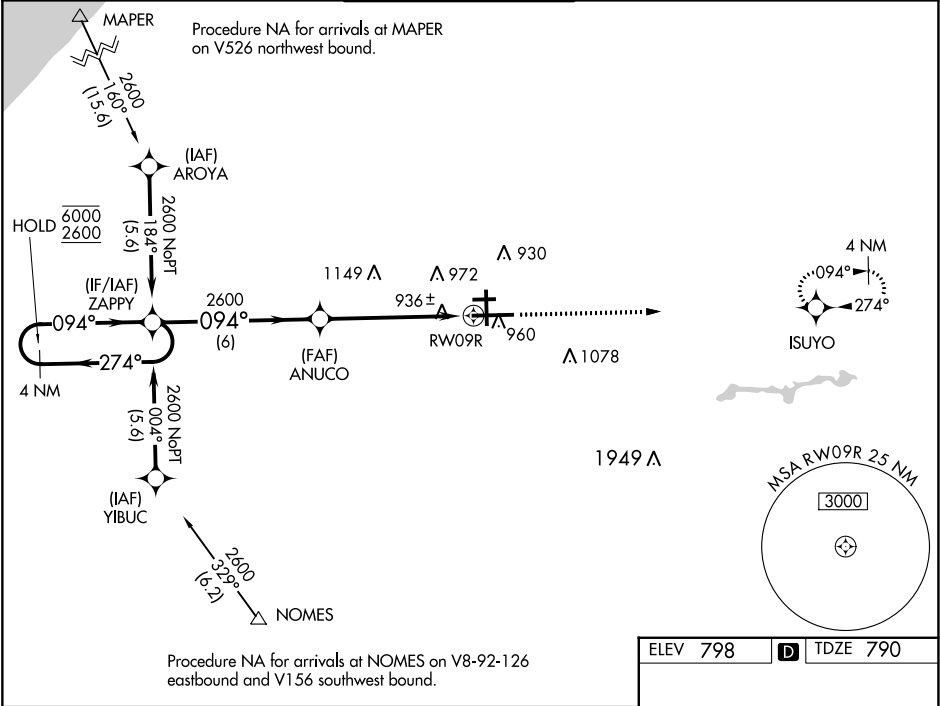 MAPER
Procedure NA for arrivals at MAPER
on V526 northwest bound.
2600
160°
(15.6)
(IAF)
AROYA
HOLD 6000
2600
2600 NoPT
184°
(5.6)
(IF/IAF)
ZAPPY
094°
274°
4 NM
2600
094°
(6)
(FAF)
ANUCO
1149
972
930
936±
RW09R
960
1078
4 NM
094°
274°
ISUYO
2600 NoPT
004°
(5.6)
(IAF)
YIBUC
2600
329°
(6.2)
NOMES
1949
MSA RW09R 25 NM
3000
Procedure NA for arrivals at NOMES on V8-92-126
eastbound and V156 southwest bound.
ELEV 798 D TDZE 790